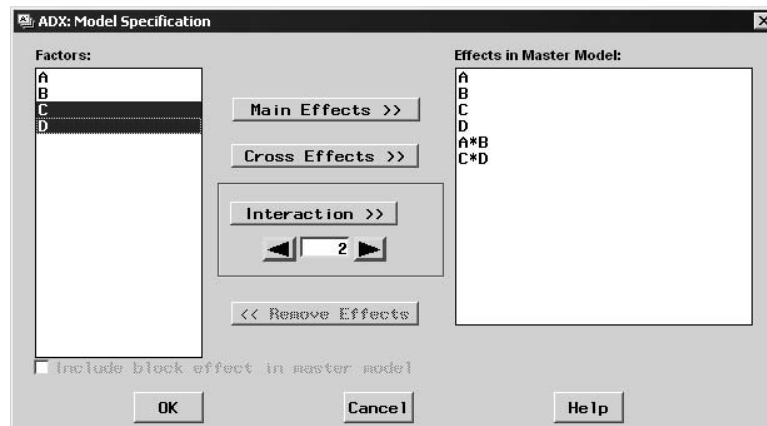 ADX: Model Specification
Factors:
A
B
C
D
Main Effects >>
Cross Effects >>
Interaction >>
2
<< Remove Effects
Include block effect in master model
Effects in Master Model:
A
B
C
D
A*B
C*D
OK
Cancel
Help